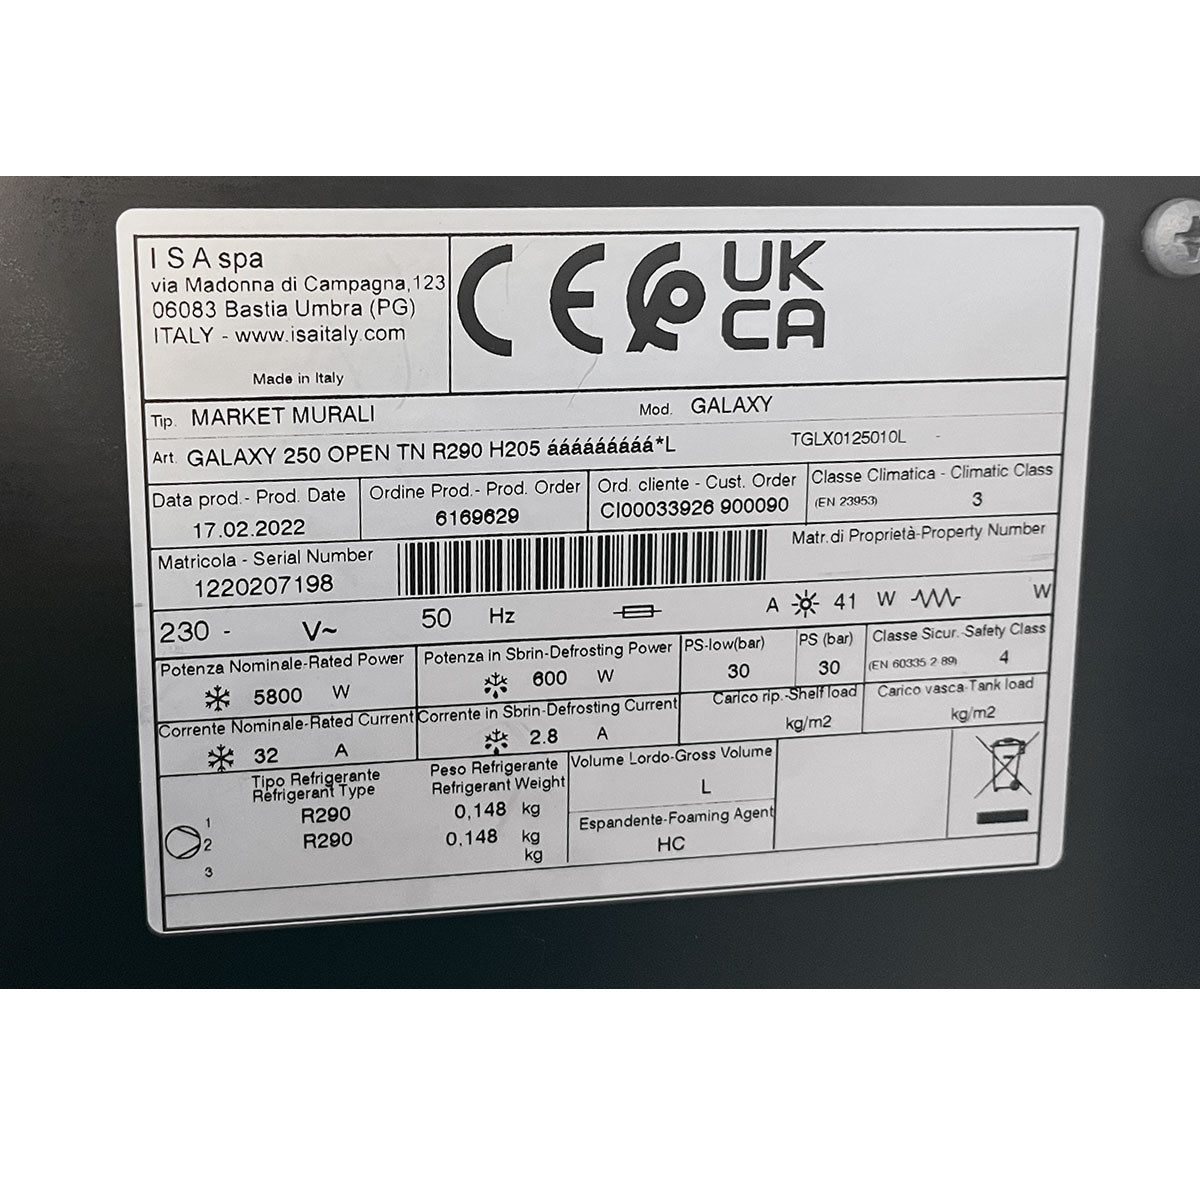 I S A spa
via Madonna di Campagna,123
06083 Bastia Umbra (PG)
ITALY - www.isaitaly.com
Made in Italy
CE
UK
CA
Tip. MARKET MURALI Mod. GALAXY
Art. GALAXY 250 OPEN TN R290 H205 ááááááááá*L TGLX0125010L -
Data prod.- Prod. Date Ordine Prod.- Prod. Order Ord. cliente - Cust. Order Classe Climatica - Climatic Class
17.02.2022 6169629 CI00033926 900090 (EN 23953) 3
Matricola - Serial Number Matr.di Proprietà-Property Number
1220207198
230 - V~ 50 Hz A 41 W W
Potenza Nominale-Rated Power Potenza in Sbrin-Defrosting Power PS-low(bar) PS (bar) Classe Sicur.-Safety Class
5800 W 600 W 30 30 (EN 60335 2 89) 4
Corrente Nominale-Rated Current Corrente in Sbrin-Defrosting Current Carico rip.-Shelf load Carico vasca-Tank load
32 A 2.8 A kg/m2 kg/m2
Tipo Refrigerante Peso Refrigerante Volume Lordo-Gross Volume
Refrigerant Type Refrigerant Weight L
1 R290 0,148 kg Espandente-Foaming Agent
2 R290 0.148 kg HC
3 kg